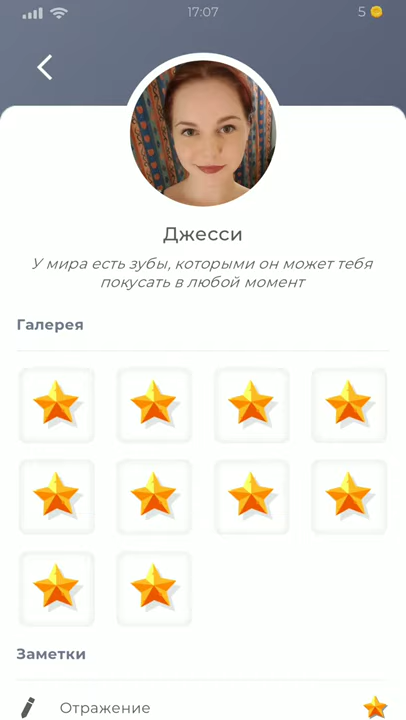 17:07
5
Джесси
У мира есть зубы, которыми он может тебя
покусать в любой момент
Галерея
Заметки
Отражение